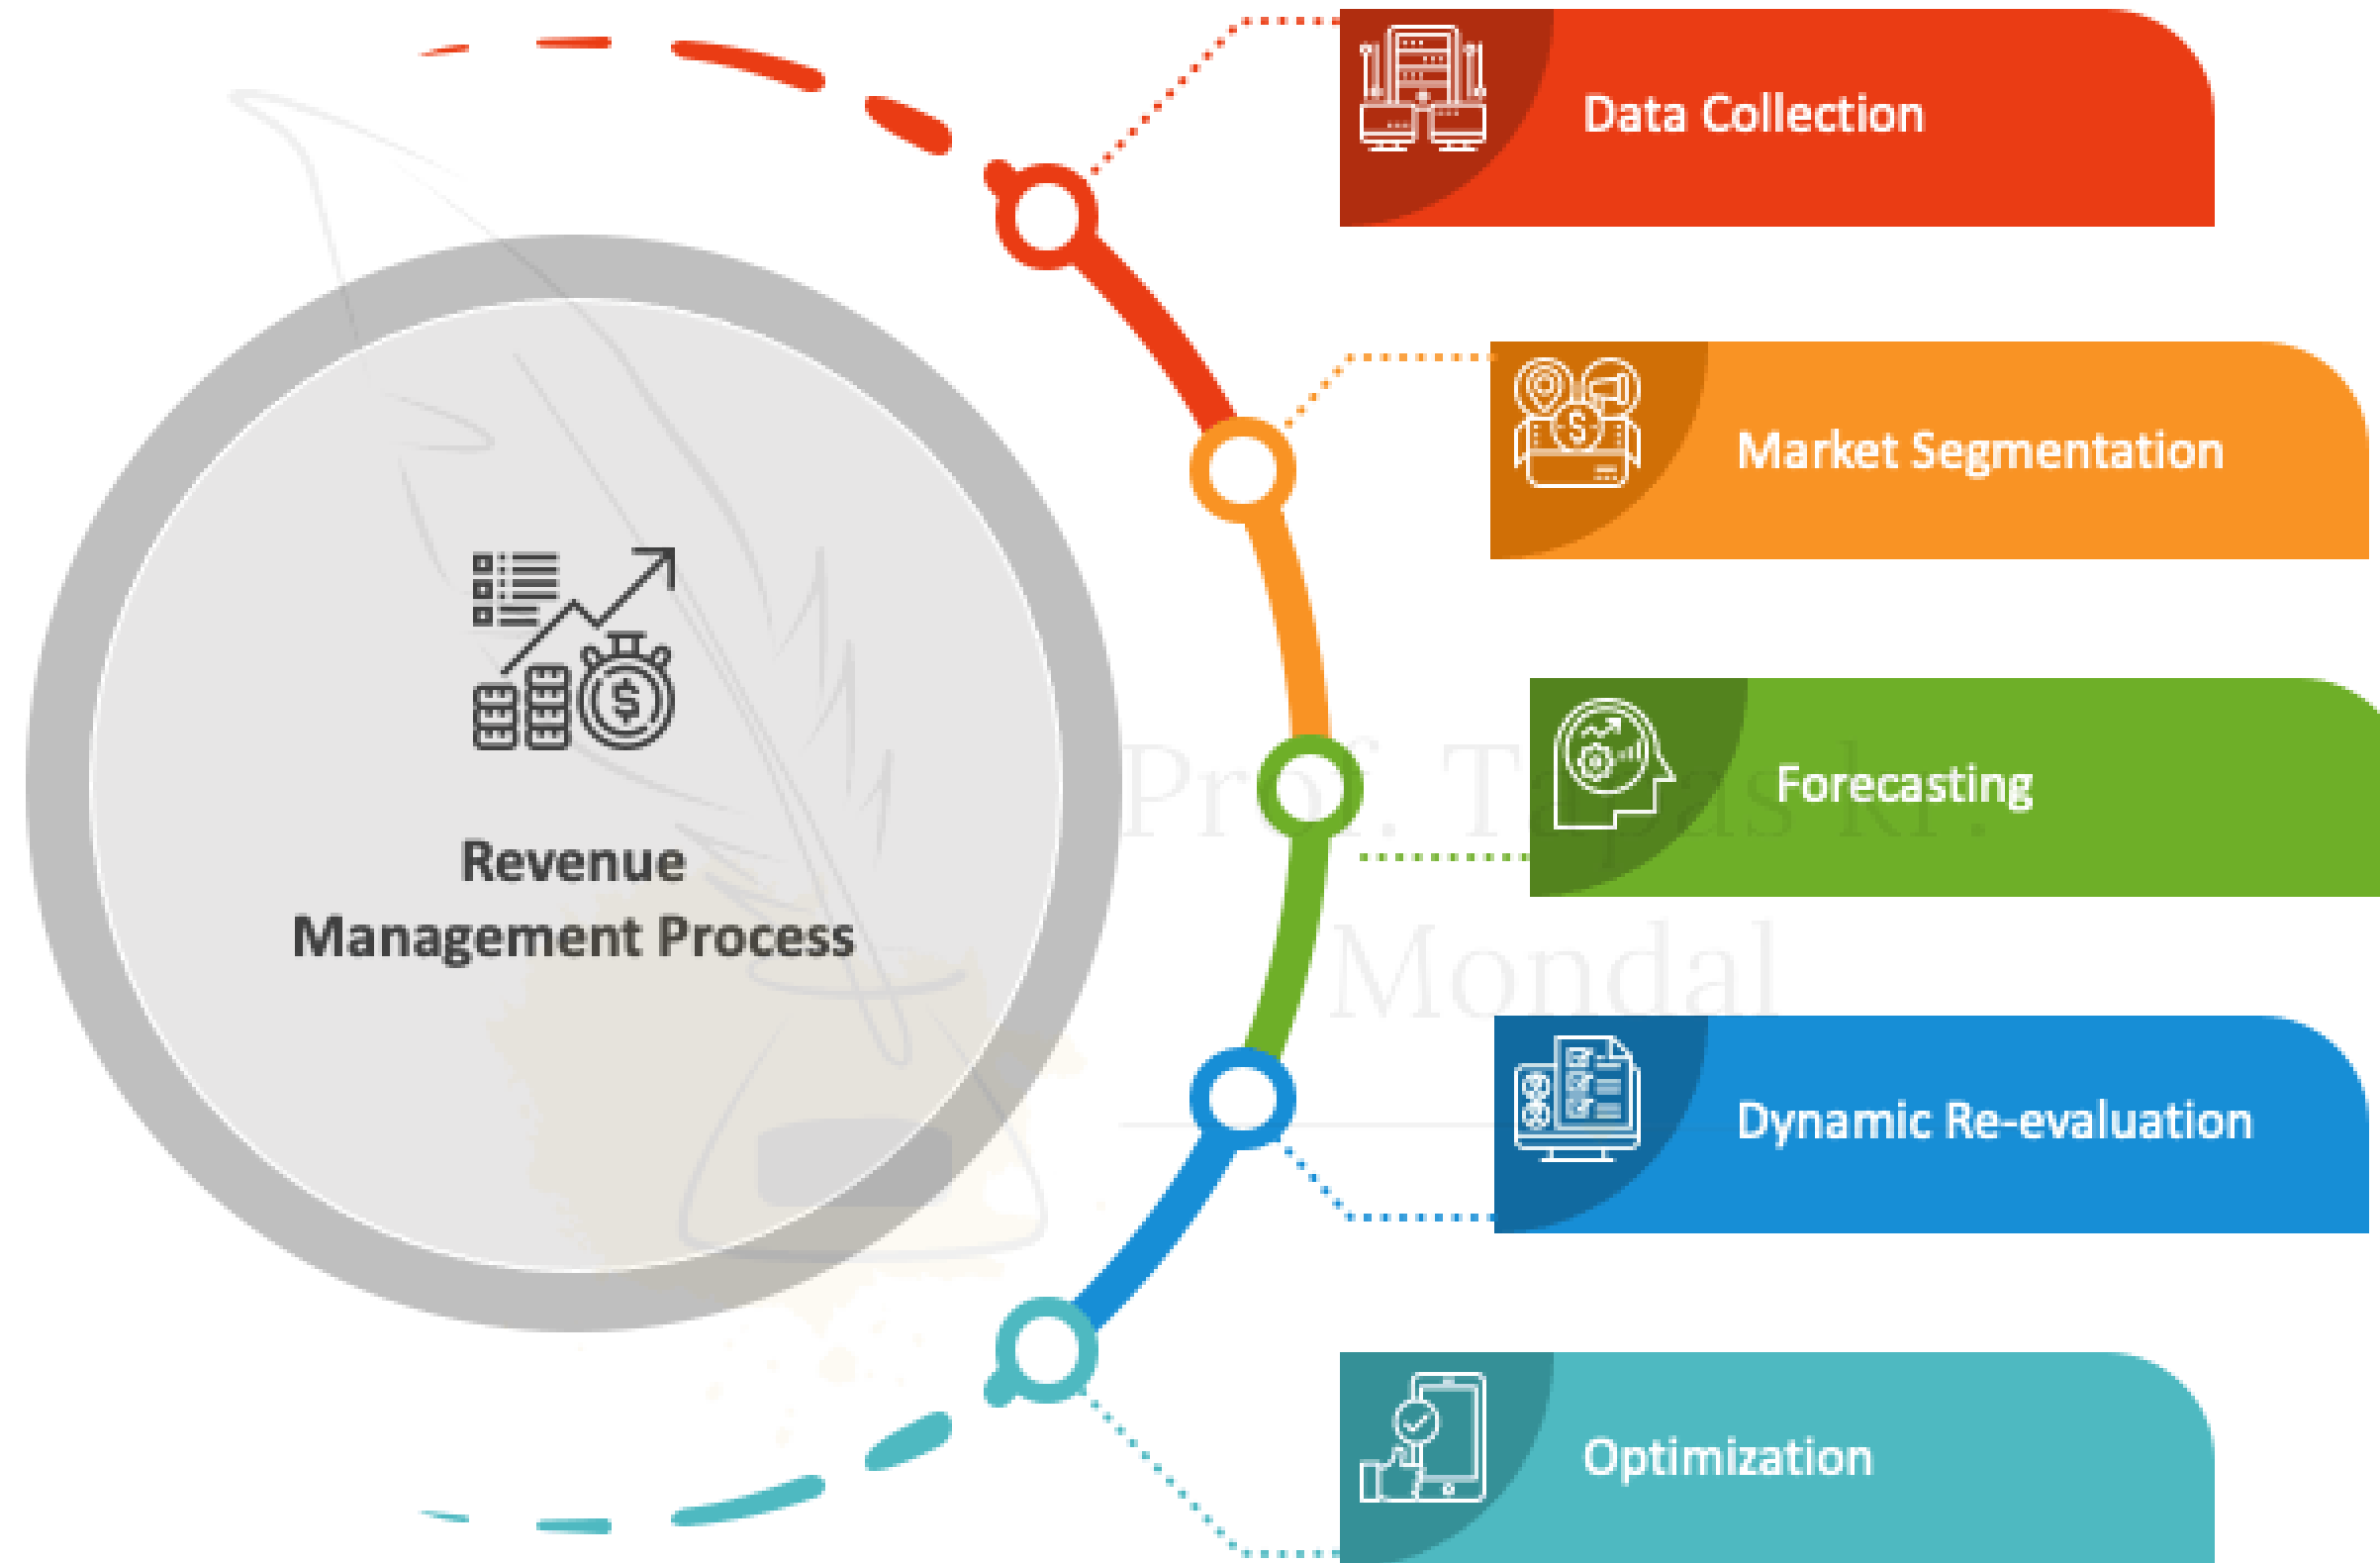 Data Collection
Market Segmentation
Revenue
Management Process
Forecasting
Prof. Tapas kr.
Mondal
Dynamic Re-evaluation
Optimization